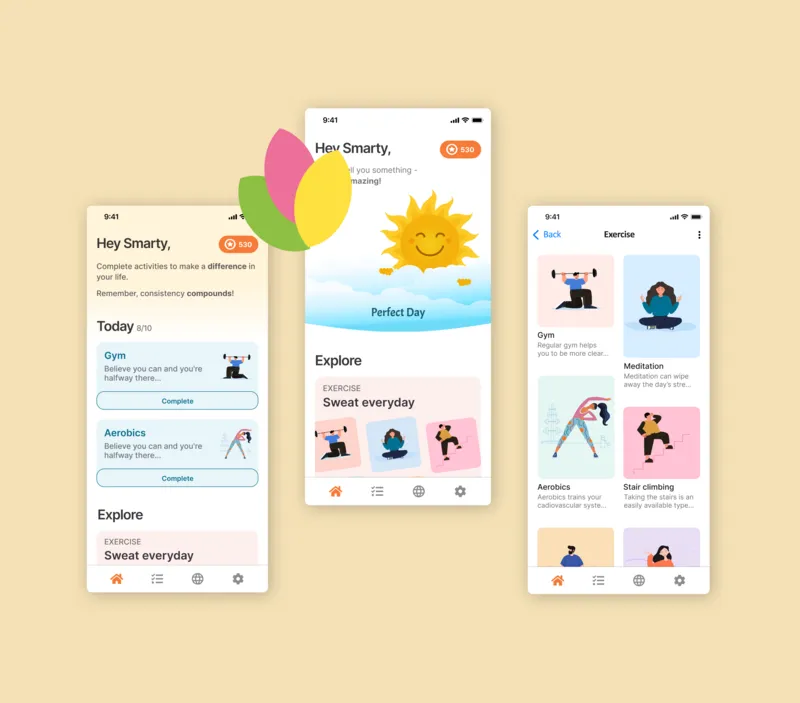 9:41
Hey Smarty,
530
Complete activities to make a difference in
your life.
Remember, consistency compounds!
Today 8/10
Gym
Believe you can and you're
halfway there...
Complete
Aerobics
Believe you can and you're
halfway there...
Complete
Explore
EXERCISE
Sweat everyday
9:41
Hey Smarty,
530
ell you something -
mazing!
Perfect Day
Explore
EXERCISE
Sweat everyday
9:41
Back
Exercise
Gym
Regular gym helps
you to be more clear...
Meditation
Meditation can wipe
away the day's stre...
Aerobics
Aerobics trains your
cadiovascular syste...
Stair climbing
Taking the stairs is an
easily available type...